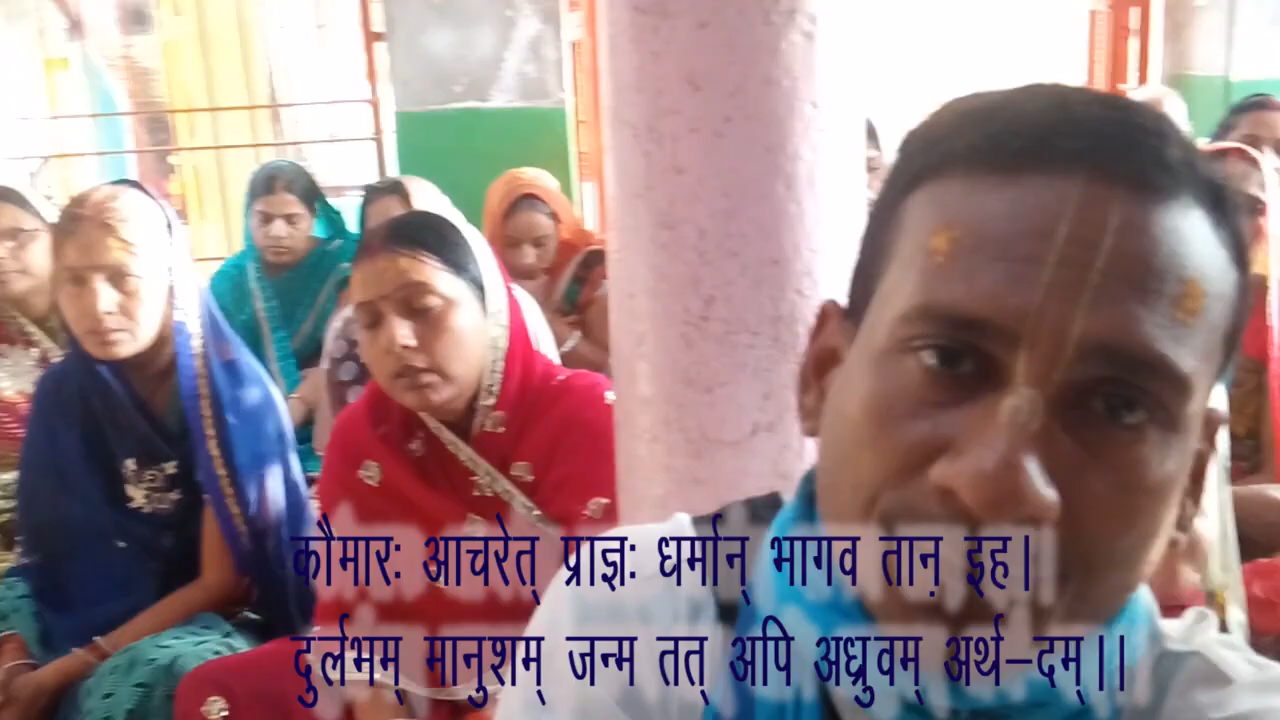 कौमारः आचरेत् प्राज्ञः धर्मान् भागव ताऩ इह।
दुर्लभम् मानुशम् जन्म तत् अपि अध्रुवम् अर्थ-दम्।।